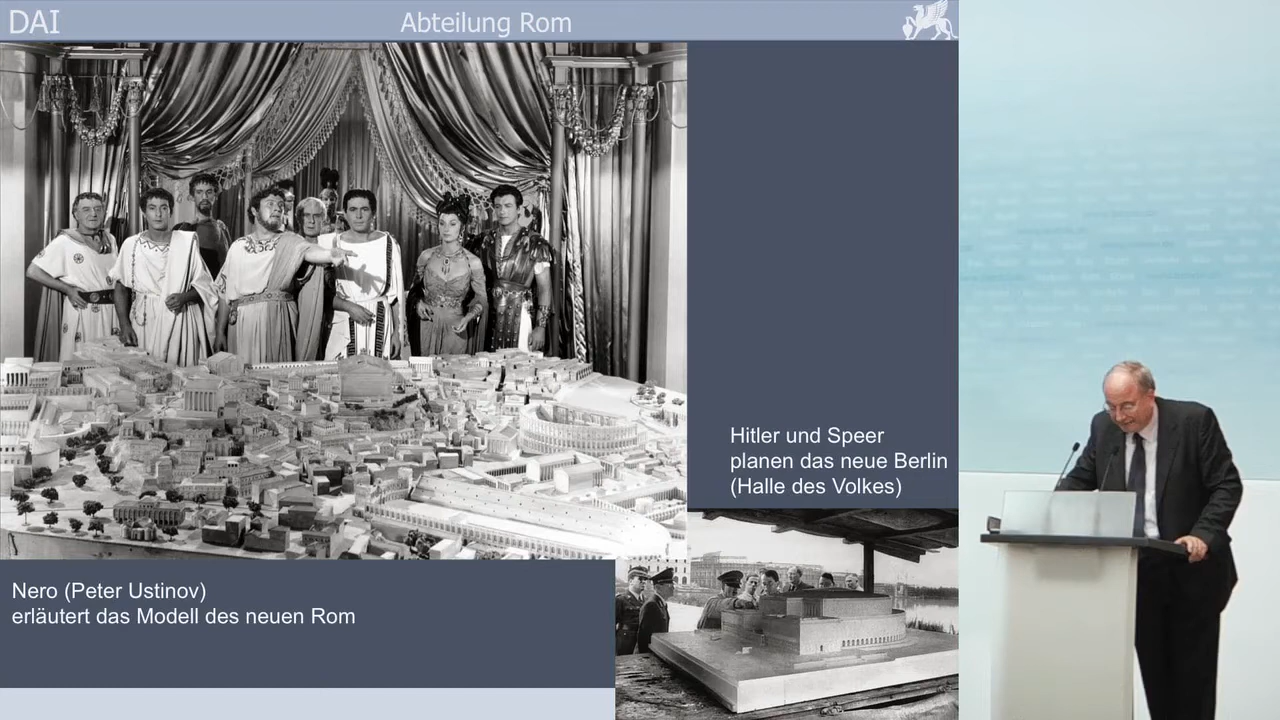 DAI
Abteilung Rom
Hitler und Speer
planen das neue Berlin
(Halle des Volkes)
Nero (Peter Ustinov)
erläutert das Modell des neuen Rom